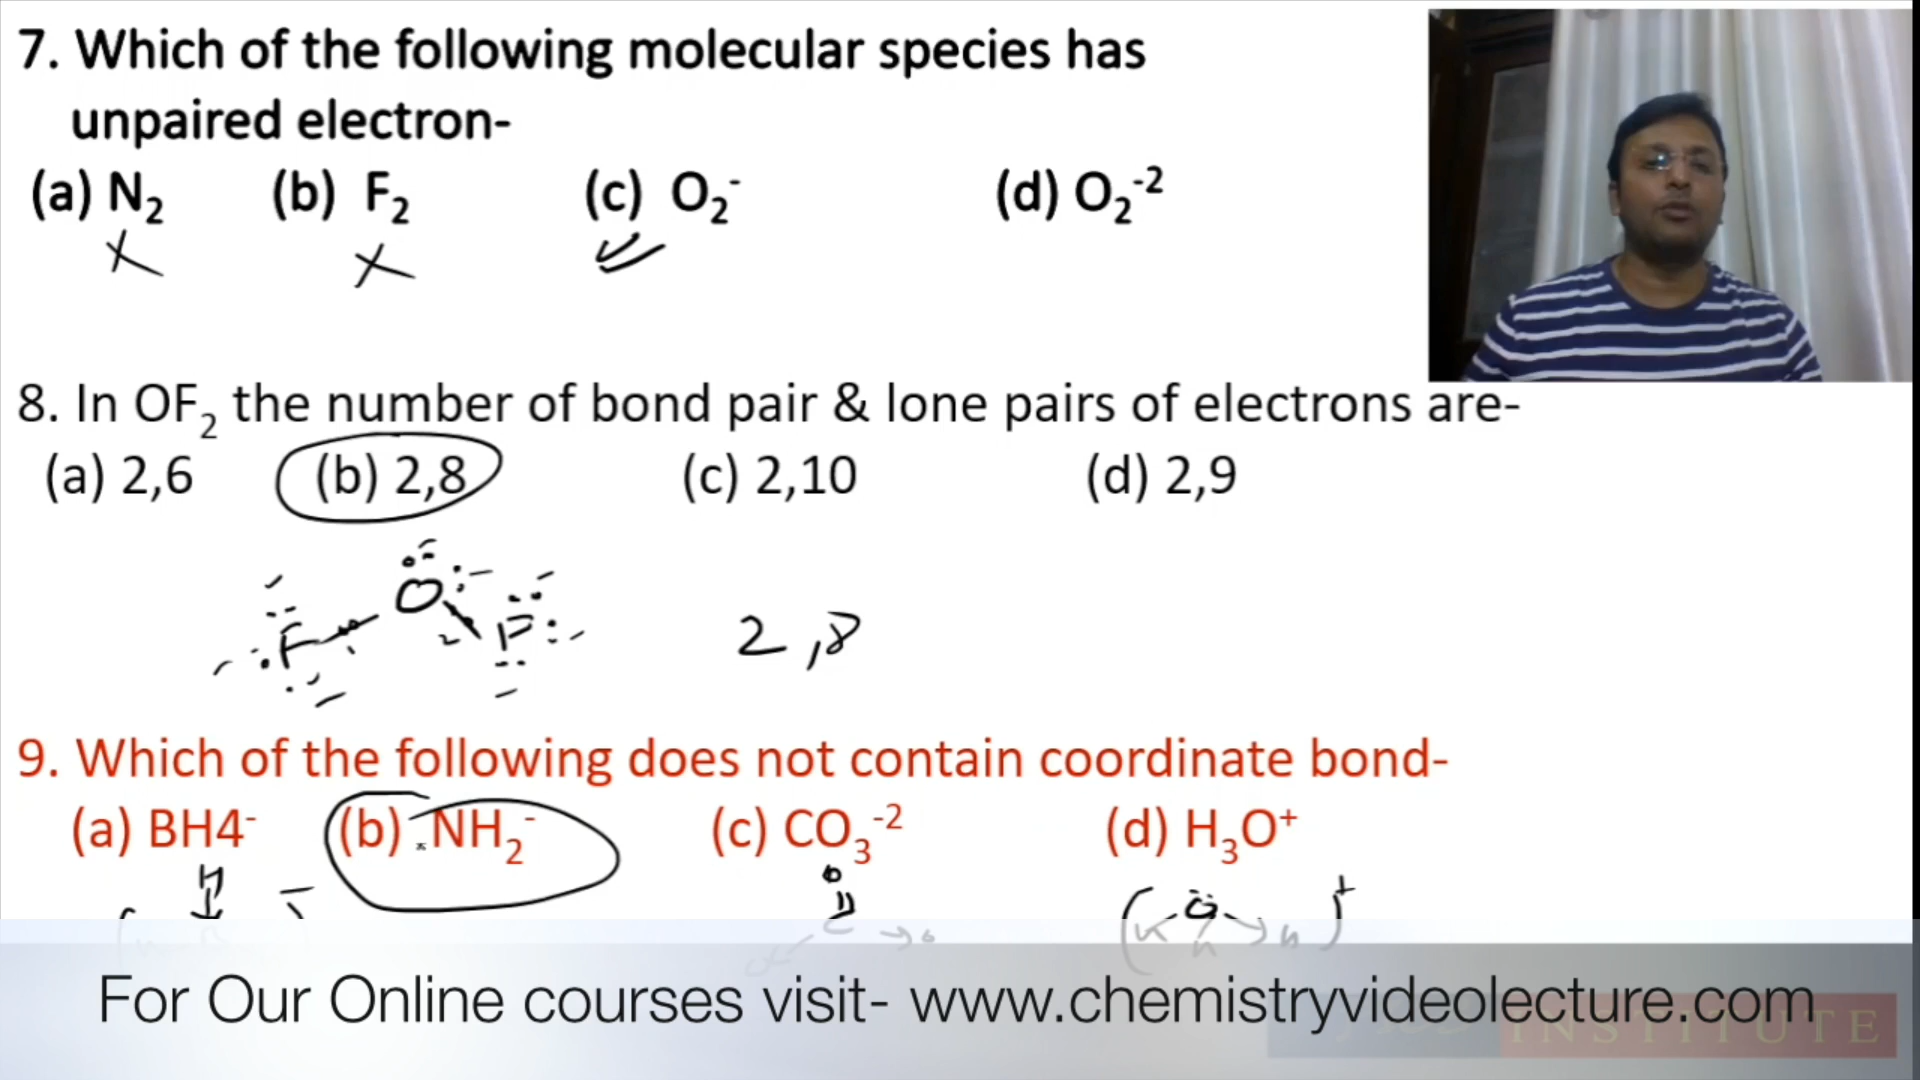 7. Which of the following molecular species has
unpaired electron-
(a) N₂ (b) F₂ (c) O₂⁻ (d) O₂⁻²
8. In OF₂ the number of bond pair & lone pairs of electrons are-
(a) 2,6 (b) 2,8 (c) 2,10 (d) 2,9
O
F F
2 ,8
9. Which of the following does not contain coordinate bond-
(a) BH4⁻ (b) NH₂⁻ (c) CO₃⁻² (d) H₃O⁺
H
O
For Our Online courses visit- www.chemistryvideolecture.com
INSTITUTE